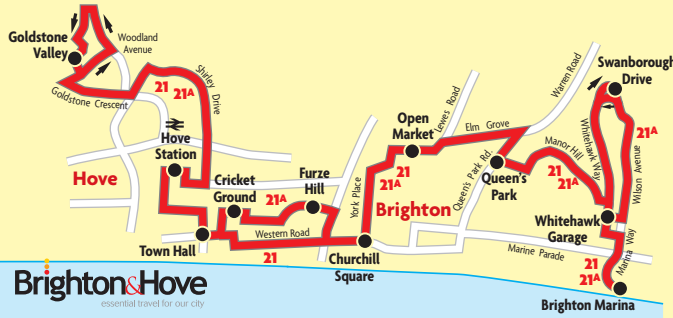 Goldstone
Valley
Woodland
Avenue
Goldstone Crescent
21
21A
Shirley Drive
Hove
Station
Hove
Cricket
Ground
21A
Furze
Hill
Town Hall
Western Road
21
York Place
Churchill
Square
21
21A
Brighton
Open
Market
Lewes Road
Elm Grove
Queen's Park Rd.
Queen's
Park
Warren Road
Manor Hill
21
21A
Swanborough
Drive
Whitehawk Way
21A
Wilson Avenue
Whitehawk
Garage
Marine Parade
Marina Way
21
21A
Brighton Marina
Brighton&Hove
essential travel for our city